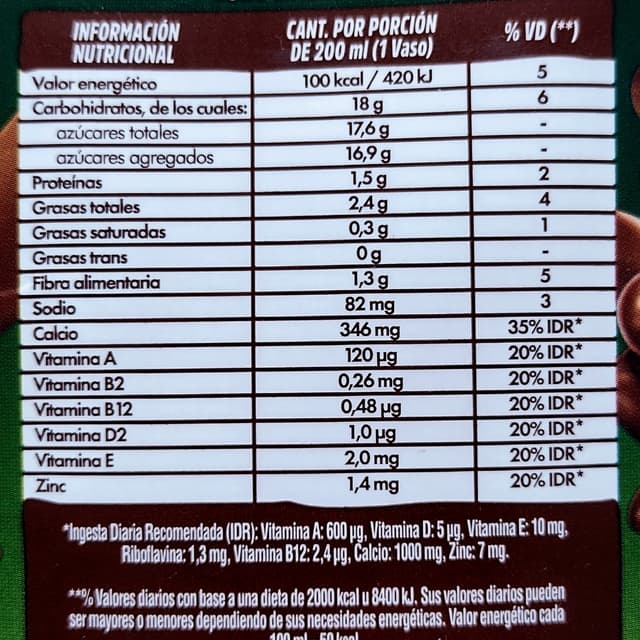 INFORMACIÓN NUTRICIONAL CANT. POR PORCIÓN DE 200 ml (1 Vaso) % VD (**)
Valor energético 100 kcal / 420 kJ 5
Carbohidratos, de los cuales: 18 g 6
azúcares totales 17,6 g -
azúcares agregados 16,9 g -
Proteínas 1,5 g 2
Grasas totales 2,4 g 4
Grasas saturadas 0,3 g 1
Grasas trans 0 g -
Fibra alimentaria 1,3 g 5
Sodio 82 mg 3
Calcio 346 mg 35% IDR*
Vitamina A 120 µg 20% IDR*
Vitamina B2 0,26 mg 20% IDR*
Vitamina B12 0,48 µg 20% IDR*
Vitamina D2 1,0 µg 20% IDR*
Vitamina E 2,0 mg 20% IDR*
Zinc 1,4 mg 20% IDR*
*Ingesta Diaria Recomendada (IDR): Vitamina A: 600 µg, Vitamina D: 5 µg, Vitamina E: 10 mg,
Riboflavina: 1,3 mg, Vitamina B12: 2,4 µg, Calcio: 1000 mg, Zinc: 7 mg.
**% Valores diarios con base a una dieta de 2000 kcal u 8400 kJ. Sus valores diarios pueden
ser mayores o menores dependiendo de sus necesidades energéticas. Valor energético cada